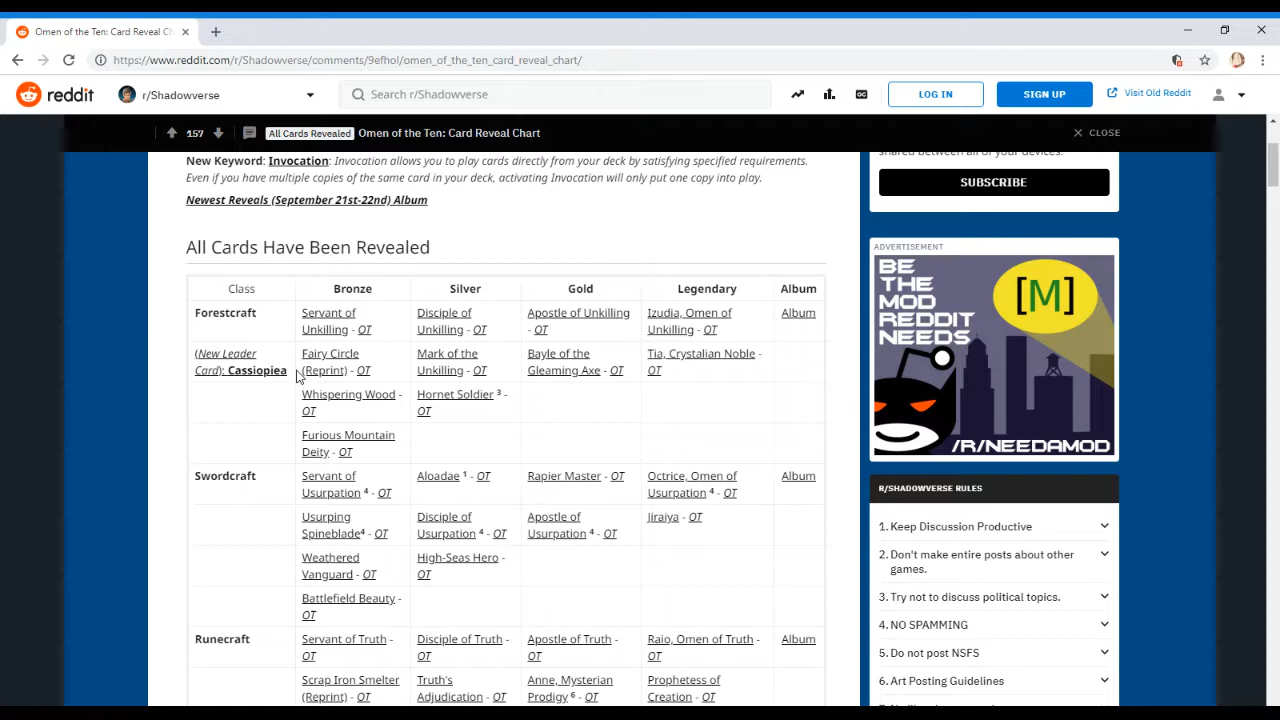 Omen of the Ten: Card Reveal C
https://www.reddit.com/r/Shadowverse/comments/9efhol/omen_of_the_ten_card_reveal_chart/
reddit
r/Shadowverse
Search r/Shadowverse
LOG IN
SIGN UP
Visit Old Reddit
157
All Cards Revealed
Omen of the Ten: Card Reveal Chart
CLOSE
New Keyword: Invocation: Invocation allows you to play cards directly from your deck by satisfying specified requirements.
Even if you have multiple copies of the same card in your deck, activating Invocation will only put one copy into play.
Newest Reveals (September 21st-22nd) Album
All Cards Have Been Revealed
Class Bronze Silver Gold Legendary Album
Forestcraft Servant of Disciple of Apostle of Unkilling Izudia, Omen of Album
Unkilling - OT Unkilling - OT - OT Unkilling - OT
(New Leader Fairy Circle Mark of the Bayle of the Tia, Crystalian Noble -
Card): Cassiopiea (Reprint) - OT Unkilling - OT Gleaming Axe - OT OT
Whispering Wood - Hornet Soldier ³ -
OT OT
Furious Mountain
Deity - OT
Swordcraft Servant of Aloadae ¹ - OT Rapier Master - OT Octrice, Omen of Album
Usurpation ⁴ - OT Usurpation ⁴ - OT
Usurping Disciple of Apostle of Jiraiya - OT
Spineblade⁴ - OT Usurpation ⁴ - OT Usurpation ⁴ - OT
Weathered High-Seas Hero -
Vanguard - OT OT
Battlefield Beauty -
OT
Runecraft Servant of Truth - Disciple of Truth - Apostle of Truth - Raio, Omen of Truth - Album
OT OT OT OT
Scrap Iron Smelter Truth's Anne, Mysterian Prophetess of
(Reprint) - OT Adjudication - OT Prodigy ⁶ - OT Creation - OT
shared between all of your devices.
SUBSCRIBE
ADVERTISEMENT
BE
THE
MOD
REDDIT
NEEDS
[M]
/R/NEEDAMOD
R/SHADOWVERSE RULES
1. Keep Discussion Productive
2. Don't make entire posts about other
games.
3. Try not to discuss political topics.
4. NO SPAMMING
5. Do not post NSFS
6. Art Posting Guidelines